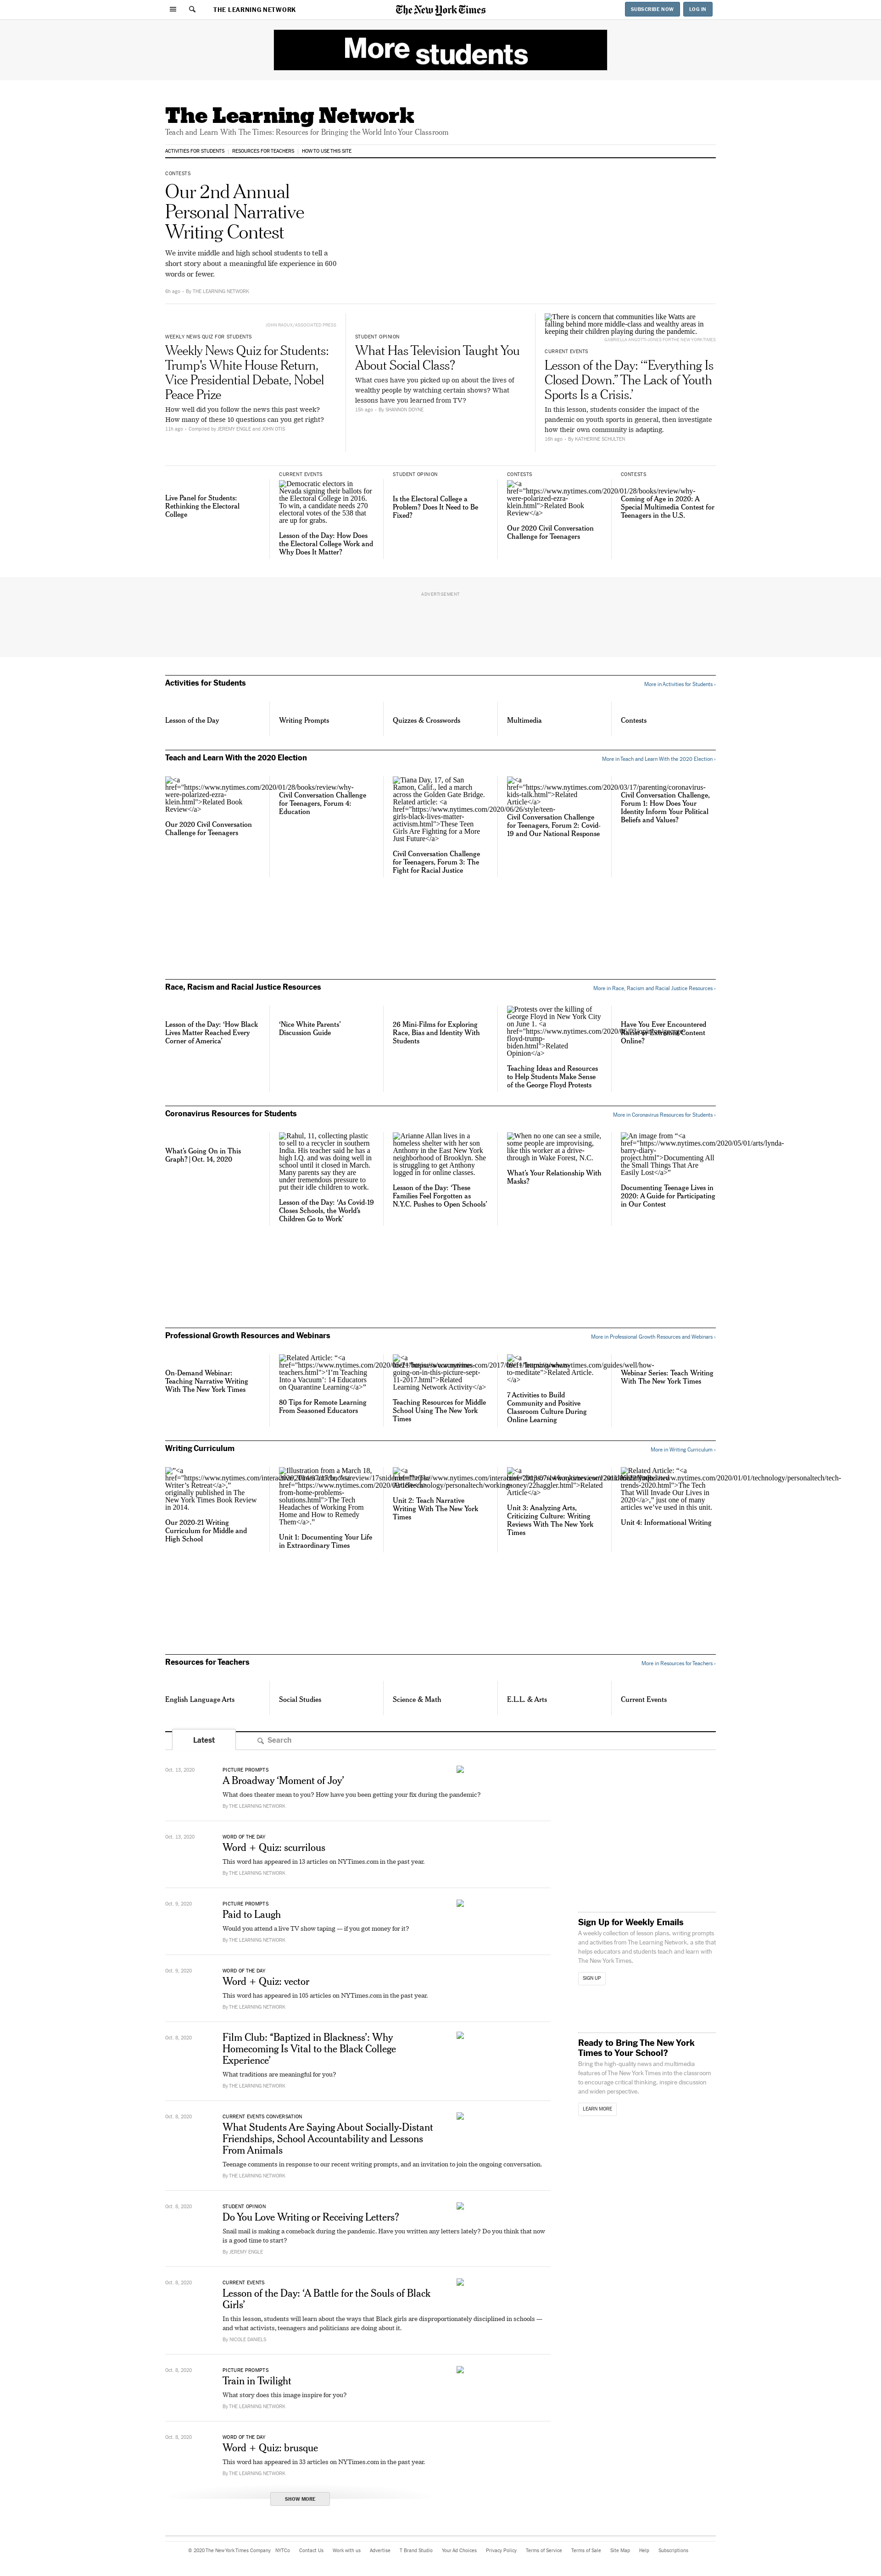 THE LEARNING NETWORK
The New York Times
SUBSCRIBE NOW
LOG IN
More students
The Learning Network
Teach and Learn With The Times: Resources for Bringing the World Into Your Classroom
ACTIVITIES FOR STUDENTS
RESOURCES FOR TEACHERS
HOW TO USE THIS SITE
CONTESTS
Our 2nd Annual
Personal Narrative
Writing Contest
We invite middle and high school students to tell a
short story about a meaningful life experience in 600
words or fewer.
6h ago – By THE LEARNING NETWORK
WEEKLY NEWS QUIZ FOR STUDENTS
Weekly News Quiz for Students:
Trump's White House Return,
Vice Presidential Debate, Nobel
Peace Prize
How well did you follow the news this past week?
How many of these 10 questions can you get right?
11h ago – Compiled by JEREMY ENGLE and JOHN OTIS
STUDENT OPINION
What Has Television Taught You
About Social Class?
What cues have you picked up on about the lives of
wealthy people by watching certain shows? What
lessons have you learned from TV?
15h ago – By SHANNON DOYNE
There is concern that communities like Watts are
falling behind more middle-class and wealthy areas in
keeping their children playing during the pandemic.
GABRIELLA ANGOTTI-JONES FOR THE NEW YORK TIMES
CURRENT EVENTS
Lesson of the Day: '"Everything Is
Closed Down." The Lack of Youth
Sports Is a Crisis.'
In this lesson, students consider the impact of the
pandemic on youth sports in general, then investigate
how their own community is adapting.
16h ago – By KATHERINE SCHULTEN
Live Panel for Students:
Rethinking the Electoral
College
CURRENT EVENTS
Democratic electors in
Nevada signing their ballots for
the Electoral College in 2016.
To win, a candidate needs 270
electoral votes of the 538 that
are up for grabs.
Lesson of the Day: How Does
the Electoral College Work and
Why Does It Matter?
STUDENT OPINION
Is the Electoral College a
Problem? Does It Need to Be
Fixed?
CONTESTS
<a
href="https://www.nytimes.com/2020/01/28/books/review/why-
were-polarized-ezra-
klein.html">Related Book
Review</a>
Our 2020 Civil Conversation
Challenge for Teenagers
CONTESTS
Coming of Age in 2020: A
Special Multimedia Contest for
Teenagers in the U.S.
ADVERTISEMENT
Activities for Students
More in Activities for Students ›
Lesson of the Day
Writing Prompts
Quizzes & Crosswords
Multimedia
Contests
Teach and Learn With the 2020 Election
More in Teach and Learn With the 2020 Election ›
<a
href="https://www.nytimes.com/2020/01/28/books/review/why-
were-polarized-ezra-
klein.html">Related Book
Review</a>
Our 2020 Civil Conversation
Challenge for Teenagers
Civil Conversation Challenge
for Teenagers, Forum 4:
Education
Tiana Day, 17, of San
Ramon, Calif., led a march
across the Golden Gate Bridge.
Related article: <a
href="https://www.nytimes.com/2020/06/26/style/teen-
girls-black-lives-matter-
activism.html">These Teen
Girls Are Fighting for a More
Just Future</a>
Civil Conversation Challenge
for Teenagers, Forum 3: The
Fight for Racial Justice
<a
href="https://www.nytimes.com/2020/03/17/parenting/coronavirus-
kids-talk.html">Related
Article</a>
Civil Conversation Challenge
for Teenagers, Forum 2: Covid-
19 and Our National Response
Civil Conversation Challenge,
Forum 1: How Does Your
Identity Inform Your Political
Beliefs and Values?
Race, Racism and Racial Justice Resources
More in Race, Racism and Racial Justice Resources ›
Lesson of the Day: 'How Black
Lives Matter Reached Every
Corner of America'
'Nice White Parents'
Discussion Guide
26 Mini-Films for Exploring
Race, Bias and Identity With
Students
Protests over the killing of
George Floyd in New York City
on June 1. <a
floyd-trump-
biden.html">Related
Opinion</a>
Teaching Ideas and Resources
to Help Students Make Sense
of the George Floyd Protests
Have You Ever Encountered
Racist or Extremist Content
Online?
Coronavirus Resources for Students
More in Coronavirus Resources for Students ›
What's Going On in This
Graph? | Oct. 14, 2020
Rahul, 11, collecting plastic
to sell to a recycler in southern
India. His teacher said he has a
high I.Q. and was doing well in
school until it closed in March.
Many parents say they are
under tremendous pressure to
put their idle children to work.
Lesson of the Day: 'As Covid-19
Closes Schools, the World's
Children Go to Work'
Arianne Allan lives in a
homeless shelter with her son
Anthony in the East New York
neighborhood of Brooklyn. She
is struggling to get Anthony
logged in for online classes.
Lesson of the Day: 'These
Families Feel Forgotten as
N.Y.C. Pushes to Open Schools'
When no one can see a smile,
some people are improvising,
like this worker at a drive-
through in Wake Forest, N.C.
What's Your Relationship With
Masks?
An image from "<a
href="https://www.nytimes.com/2020/05/01/arts/lynda-
barry-diary-
project.html">Documenting All
the Small Things That Are
Easily Lost</a>"
Documenting Teenage Lives in
2020: A Guide for Participating
in Our Contest
Professional Growth Resources and Webinars
More in Professional Growth Resources and Webinars ›
On-Demand Webinar:
Teaching Narrative Writing
With The New York Times
Related Article: "<a
teachers.html">'I'm Teaching
Into a Vacuum': 14 Educators
on Quarantine Learning</a>"
80 Tips for Remote Learning
From Seasoned Educators
<a
going-on-in-this-picture-sept-
11-2017.html">Related
Learning Network Activity</a>
Teaching Resources for Middle
School Using The New York
Times
<a
to-meditate">Related Article.
</a>
7 Activities to Build
Community and Positive
Classroom Culture During
Online Learning
Webinar Series: Teach Writing
With The New York Times
Writing Curriculum
More in Writing Curriculum ›
"<a
Writer's Retreat</a>,"
originally published in The
New York Times Book Review
in 2014.
Our 2020-21 Writing
Curriculum for Middle and
High School
Illustration from a March 18,
from-home-problems-
solutions.html">The Tech
Headaches of Working From
Home and How to Remedy
Them</a>."
Unit 1: Documenting Your Life
in Extraordinary Times
Unit 2: Teach Narrative
Writing With The New York
Times
Article</a>
Unit 3: Analyzing Arts,
Criticizing Culture: Writing
Reviews With The New York
Times
Related Article: "<a
trends-2020.html">The Tech
That Will Invade Our Lives in
2020</a>," just one of many
articles we've used in this unit.
Unit 4: Informational Writing
Resources for Teachers
More in Resources for Teachers ›
English Language Arts
Social Studies
Science & Math
E.L.L. & Arts
Current Events
Latest
Search
Oct. 13, 2020
PICTURE PROMPTS
A Broadway 'Moment of Joy'
What does theater mean to you? How have you been getting your fix during the pandemic?
By THE LEARNING NETWORK
Oct. 13, 2020
WORD OF THE DAY
Word + Quiz: scurrilous
This word has appeared in 13 articles on NYTimes.com in the past year.
By THE LEARNING NETWORK
Oct. 9, 2020
PICTURE PROMPTS
Paid to Laugh
Would you attend a live TV show taping — if you got money for it?
By THE LEARNING NETWORK
Oct. 9, 2020
WORD OF THE DAY
Word + Quiz: vector
This word has appeared in 105 articles on NYTimes.com in the past year.
By THE LEARNING NETWORK
Oct. 8, 2020
Film Club: "Baptized in Blackness': Why
Homecoming Is Vital to the Black College
Experience'
What traditions are meaningful for you?
By THE LEARNING NETWORK
Oct. 8, 2020
CURRENT EVENTS CONVERSATION
What Students Are Saying About Socially-Distant
Friendships, School Accountability and Lessons
From Animals
Teenage comments in response to our recent writing prompts, and an invitation to join the ongoing conversation.
By THE LEARNING NETWORK
Oct. 8, 2020
STUDENT OPINION
Do You Love Writing or Receiving Letters?
Snail mail is making a comeback during the pandemic. Have you written any letters lately? Do you think that now
is a good time to start?
By JEREMY ENGLE
Oct. 8, 2020
CURRENT EVENTS
Lesson of the Day: 'A Battle for the Souls of Black
Girls'
In this lesson, students will learn about the ways that Black girls are disproportionately disciplined in schools —
and what activists, teenagers and politicians are doing about it.
By NICOLE DANIELS
Oct. 8, 2020
PICTURE PROMPTS
Train in Twilight
What story does this image inspire for you?
By THE LEARNING NETWORK
Oct. 8, 2020
WORD OF THE DAY
Word + Quiz: brusque
This word has appeared in 33 articles on NYTimes.com in the past year.
By THE LEARNING NETWORK
SHOW MORE
Sign Up for Weekly Emails
A weekly collection of lesson plans, writing prompts
and activities from The Learning Network, a site that
helps educators and students teach and learn with
The New York Times.
SIGN UP
Ready to Bring The New York
Times to Your School?
Bring the high-quality news and multimedia
features of The New York Times into the classroom
to encourage critical thinking, inspire discussion
and widen perspective.
LEARN MORE
© 2020 The New York Times Company
NYTCo
Contact Us
Work with us
Advertise
T Brand Studio
Your Ad Choices
Privacy Policy
Terms of Service
Terms of Sale
Site Map
Help
Subscriptions